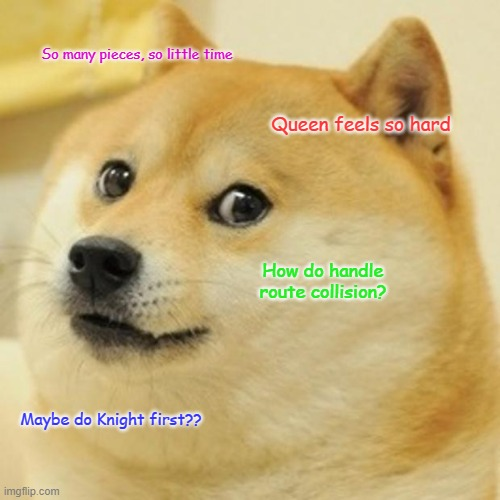 So many pieces, so little time
Queen feels so hard
How do handle
route collision?
Maybe do Knight first??
imgflip.com